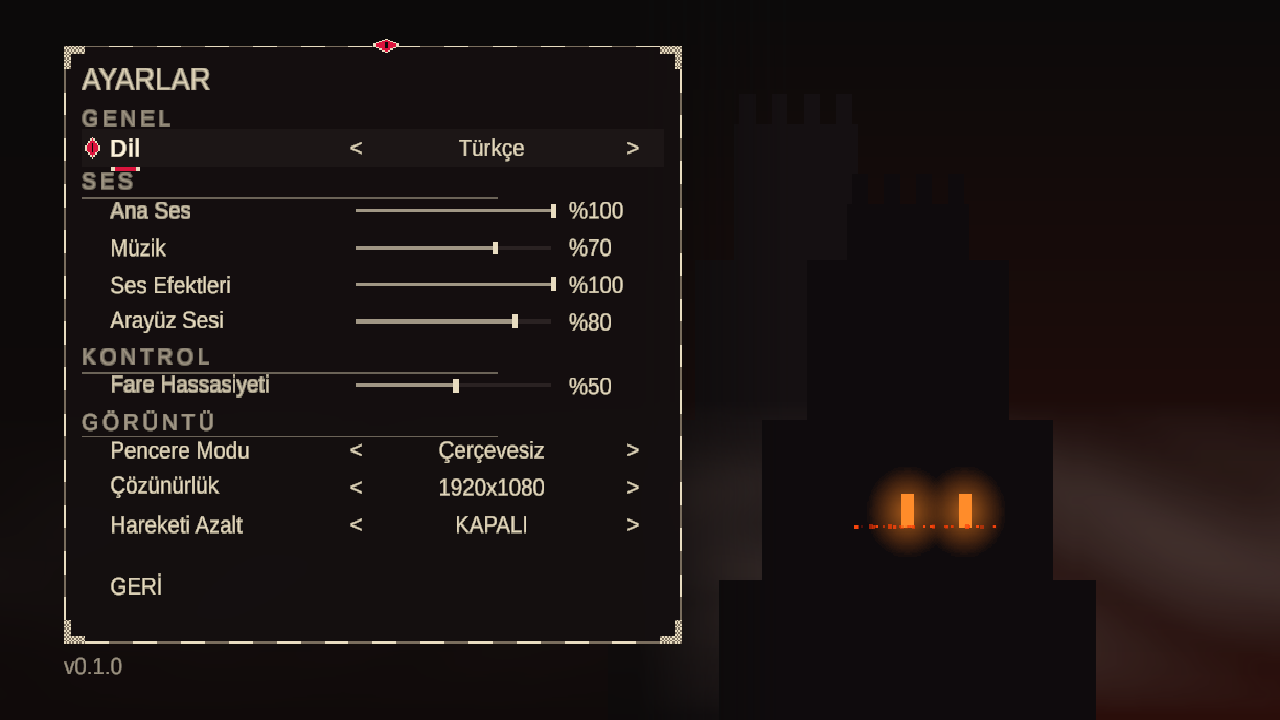 AYARLAR
GENEL
Dil < Türkçe >
SES
Ana Ses %100
Müzik %70
Ses Efektleri %100
Arayüz Sesi %80
KONTROL
Fare Hassasiyeti %50
GÖRÜNTÜ
Pencere Modu < Çerçevesiz >
Çözünürlük < 1920x1080 >
Hareketi Azalt < KAPALI >
GERİ
v0.1.0